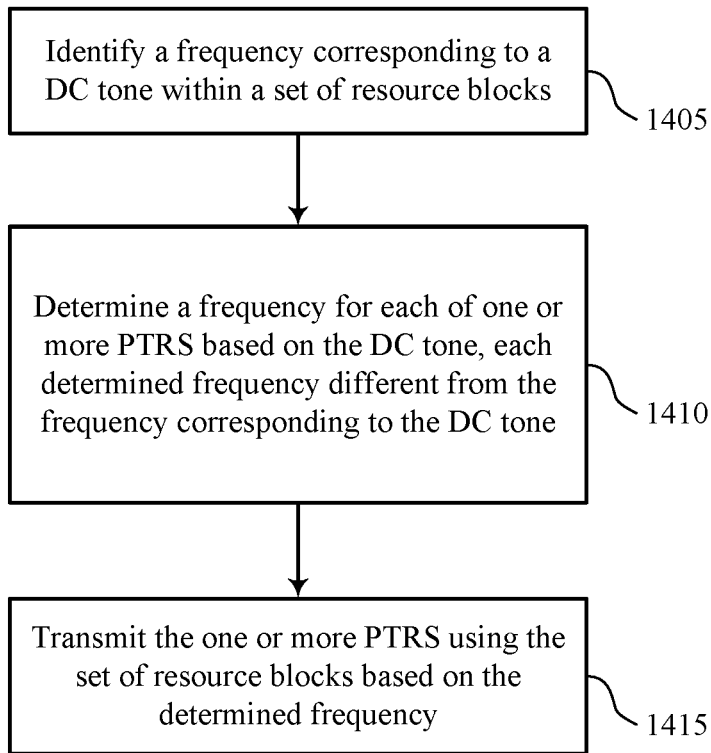 Identify a frequency corresponding to a
DC tone within a set of resource blocks
1405
Determine a frequency for each of one or
more PTRS based on the DC tone, each
determined frequency different from the
frequency corresponding to the DC tone
1410
Transmit the one or more PTRS using the
set of resource blocks based on the
determined frequency
1415